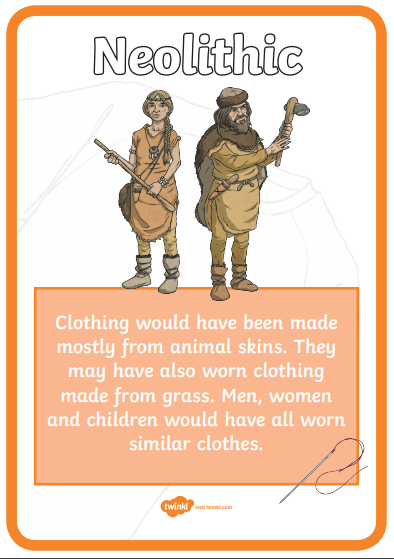 Neolithic
Clothing would have been made
mostly from animal skins. They
may have also worn clothing
made from grass. Men, women
and children would have all worn
similar clothes.
twinkl visit twinkl.com